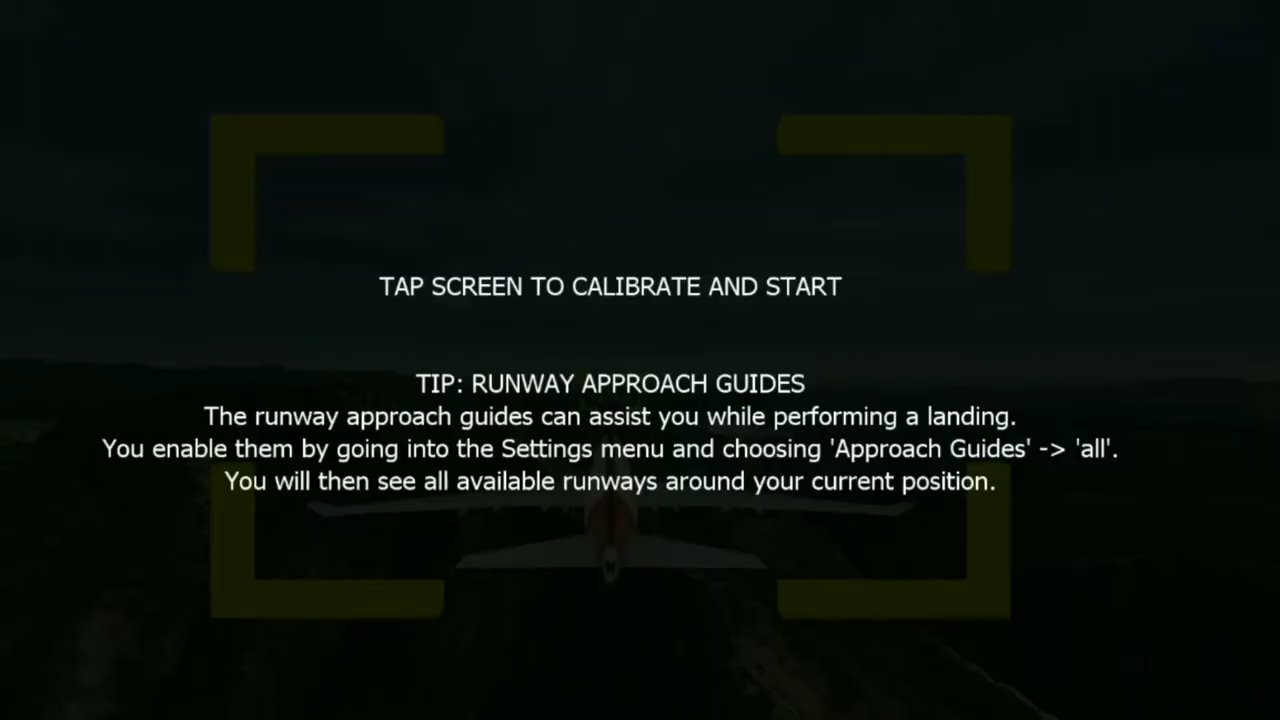 TAP SCREEN TO CALIBRATE AND START
TIP: RUNWAY APPROACH GUIDES
The runway approach guides can assist you while performing a landing.
You enable them by going into the Settings menu and choosing 'Approach Guides' -> 'all'.
You will then see all available runways around your current position.